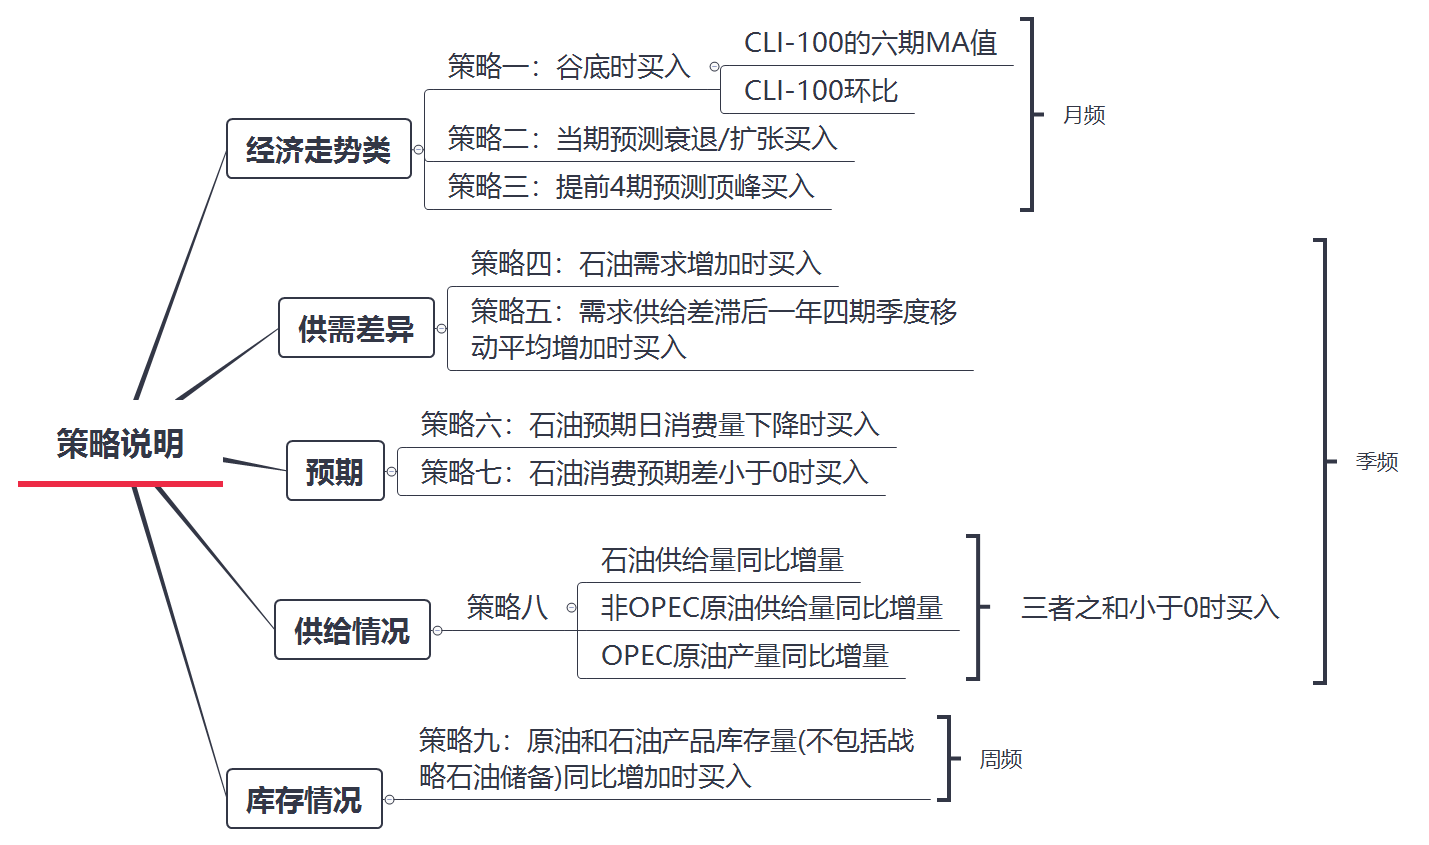 策略说明
经济走势类
策略一：谷底时买入
CLI-100的六期MA值
CLI-100环比
策略二：当期预测衰退/扩张买入
策略三：提前4期预测顶峰买入
月频
供需差异
策略四：石油需求增加时买入
策略五：需求供给差滞后一年四期季度移
动平均增加时买入
预期
策略六：石油预期日消费量下降时买入
策略七：石油消费预期差小于0时买入
供给情况
策略八
石油供给量同比增量
非OPEC原油供给量同比增量
OPEC原油产量同比增量
三者之和小于0时买入
季频
库存情况
策略九：原油和石油产品库存量(不包括战
略石油储备)同比增加时买入
周频